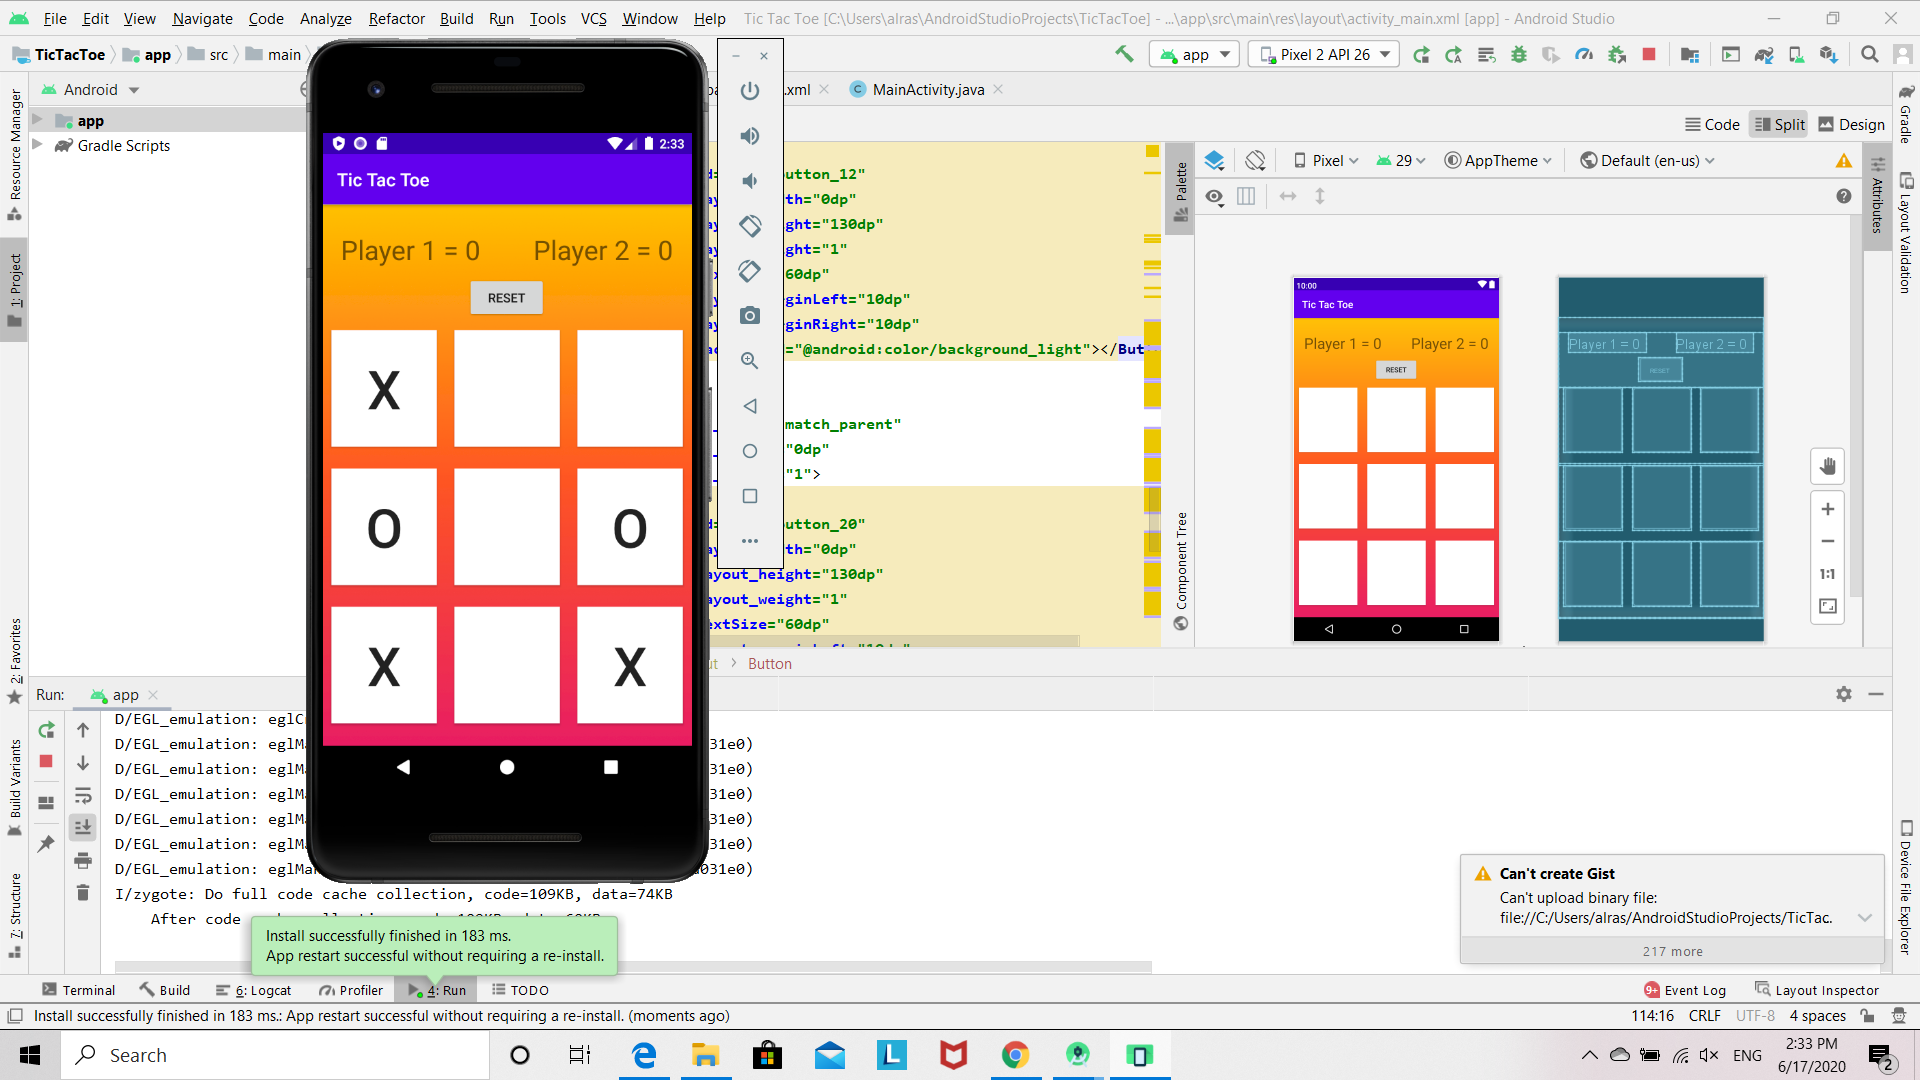 File Edit View Navigate Code Analyze Refactor Build Run Tools VCS Window Help Tic Tac Toe [C:\Users\alras\AndroidStudioProjects\TicTacToe] - ...\app\src\main\res\layout\activity_main.xml [app] - Android Studio
TicTacToe app src main app Pixel 2 API 26
Android .xml MainActivity.java
Code Split Design
app
Gradle Scripts
Resource Manager
1: Project
2: Favorites
Build Variants
7: Structure
2:33
Tic Tac Toe
Player 1 = 0 Player 2 = 0
RESET
X
O O
X X
utton_12"
th="0dp"
ght="130dp"
ght="1"
60dp"
ginLeft="10dp"
ginRight="10dp"
="@android:color/background_light"></But
match_parent"
"0dp"
"1">
utton_20"
th="0dp"
ayout_height="130dp"
ayout_weight="1"
extSize="60dp"
Button
Palette
Component Tree
Pixel 29 AppTheme Default (en-us)
10:00
Tic Tac Toe
Player 1 = 0 Player 2 = 0
RESET
Player 1 = 0 Player 2 = 0
RESET
1:1
Attributes
Gradle
Layout Validation
Device File Explorer
Run: app
D/EGL_emulation: eglC
D/EGL_emulation: eglM 31e0)
D/EGL_emulation: eglM 31e0)
D/EGL_emulation: eglM 31e0)
D/EGL_emulation: eglM 31e0)
D/EGL_emulation: eglM 31e0)
D/EGL_emulation: eglMa 031e0)
I/zygote: Do full code cache collection, code=109KB, data=74KB
After code
Install successfully finished in 183 ms.
App restart successful without requiring a re-install.
Can't create Gist
Can't upload binary file:
file://C:/Users/alras/AndroidStudioProjects/TicTac.
217 more
Terminal Build 6: Logcat Profiler 4: Run TODO 9+ Event Log Layout Inspector
Install successfully finished in 183 ms.: App restart successful without requiring a re-install. (moments ago) 114:16 CRLF UTF-8 4 spaces
Search L ENG 2:33 PM
6/17/2020 2